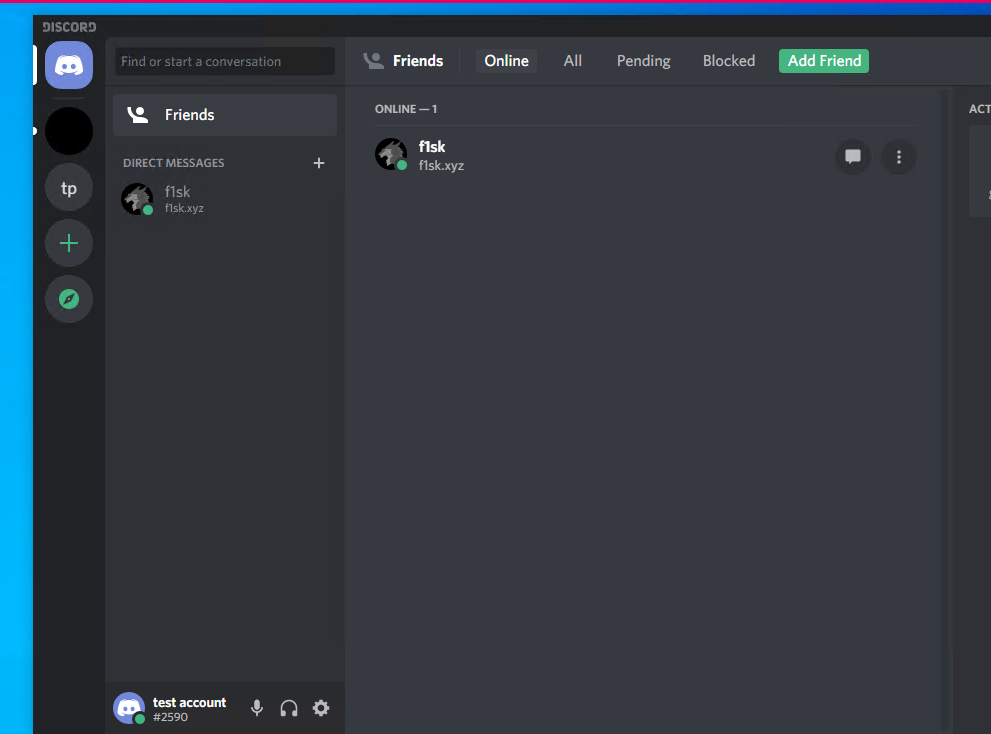 DISCORD
Find or start a conversation
Friends
Online
All
Pending
Blocked
Add Friend
Friends
ONLINE — 1
ACT
f1sk
f1sk.xyz
DIRECT MESSAGES
f1sk
f1sk.xyz
tp
test account
#2590